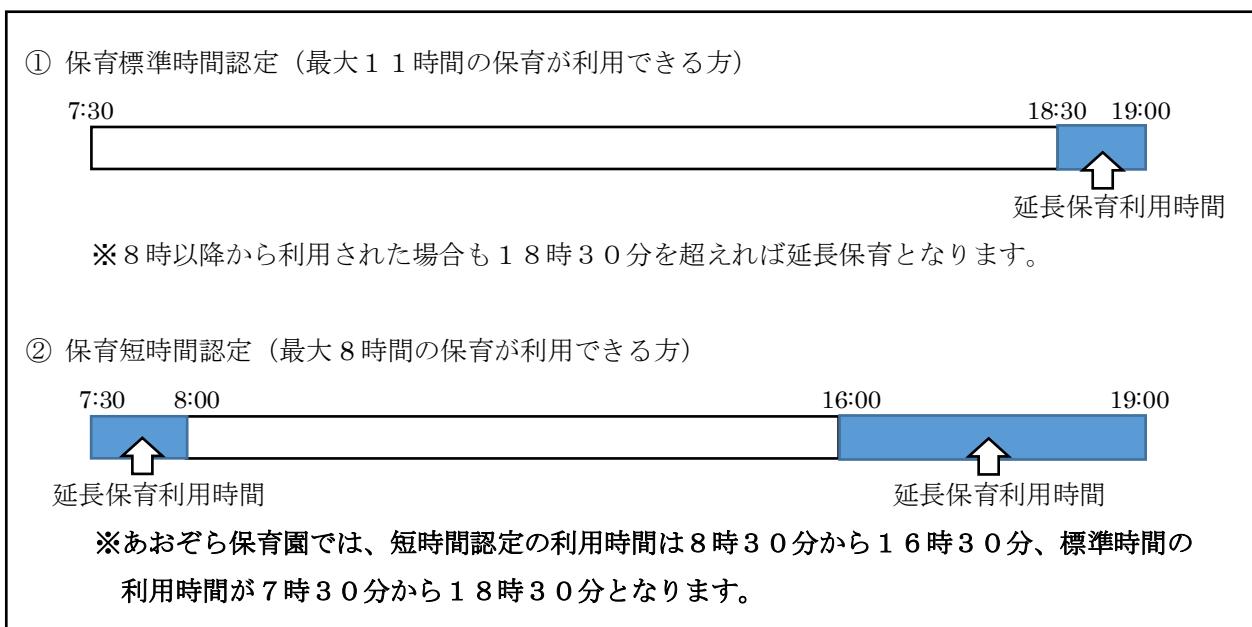 ① 保育標準時間認定（最大１１時間の保育が利用できる方）
7:30 18:30 19:00
延長保育利用時間
※８時以降から利用された場合も１８時３０分を超えれば延長保育となります。
② 保育短時間認定（最大８時間の保育が利用できる方）
7:30 8:00 16:00 19:00
延長保育利用時間 延長保育利用時間
※あおぞら保育園では、短時間認定の利用時間は８時３０分から１６時３０分、標準時間の
利用時間が７時３０分から１８時３０分となります。